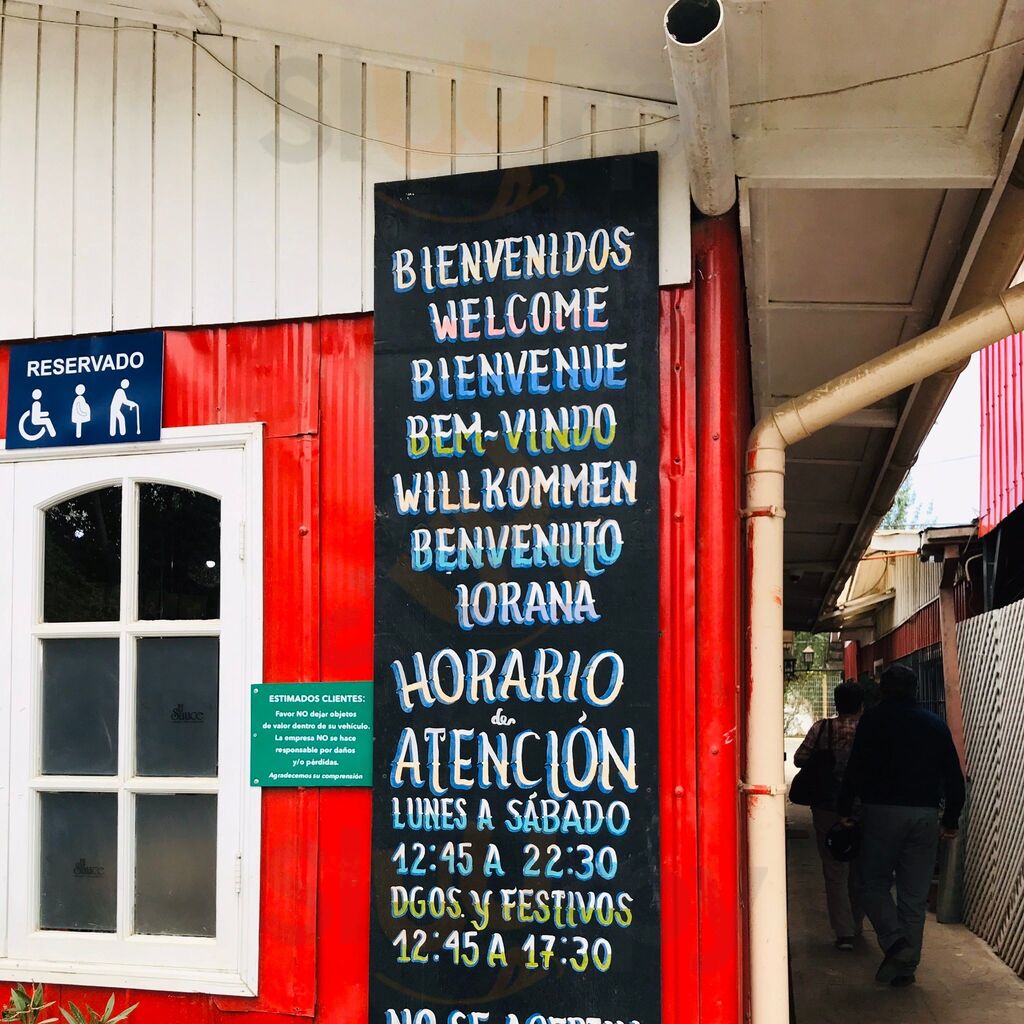 RESERVADO
BIENVENIDOS
WELCOME
BIENVENUE
BEM-VINDO
WILLKOMMEN
BENVENUTO
IORANA
HORARIO
de
ATENCIÓN
LUNES A SÁBADO
12:45 A 22:30
DGOS. y FESTIVOS
12:45 A 17:30
NO SE
ESTIMADOS CLIENTES:
Favor NO dejar objetos
de valor dentro de su vehículo.
La empresa NO se hace
responsable por daños
y/o pérdidas.
Agradecemos su comprensión